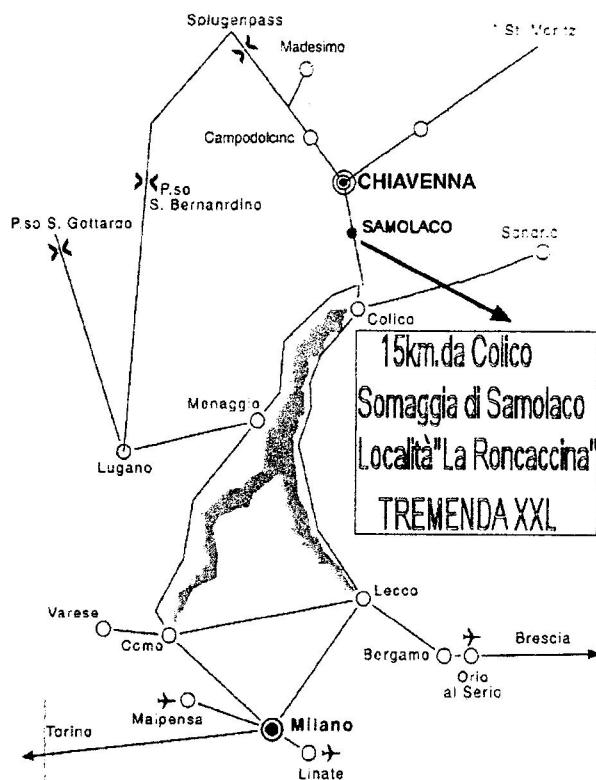 Splugenpass
Madesimo
St. Moritz
Campodolcino
CHIAVENNA
P.so
S. Bernanrdino
P.so S. Gottardo
SAMOLACO
Sondrio
Colico
15km.da Colico
Somaggia di Samolaco
Località"La Roncaccina"
TREMENDA XXL
Menaggio
Lugano
Lecco
Varese
Como
Bergamo
Brescia
Orio
al Serio
Malpensa
Milano
Torino
Linate